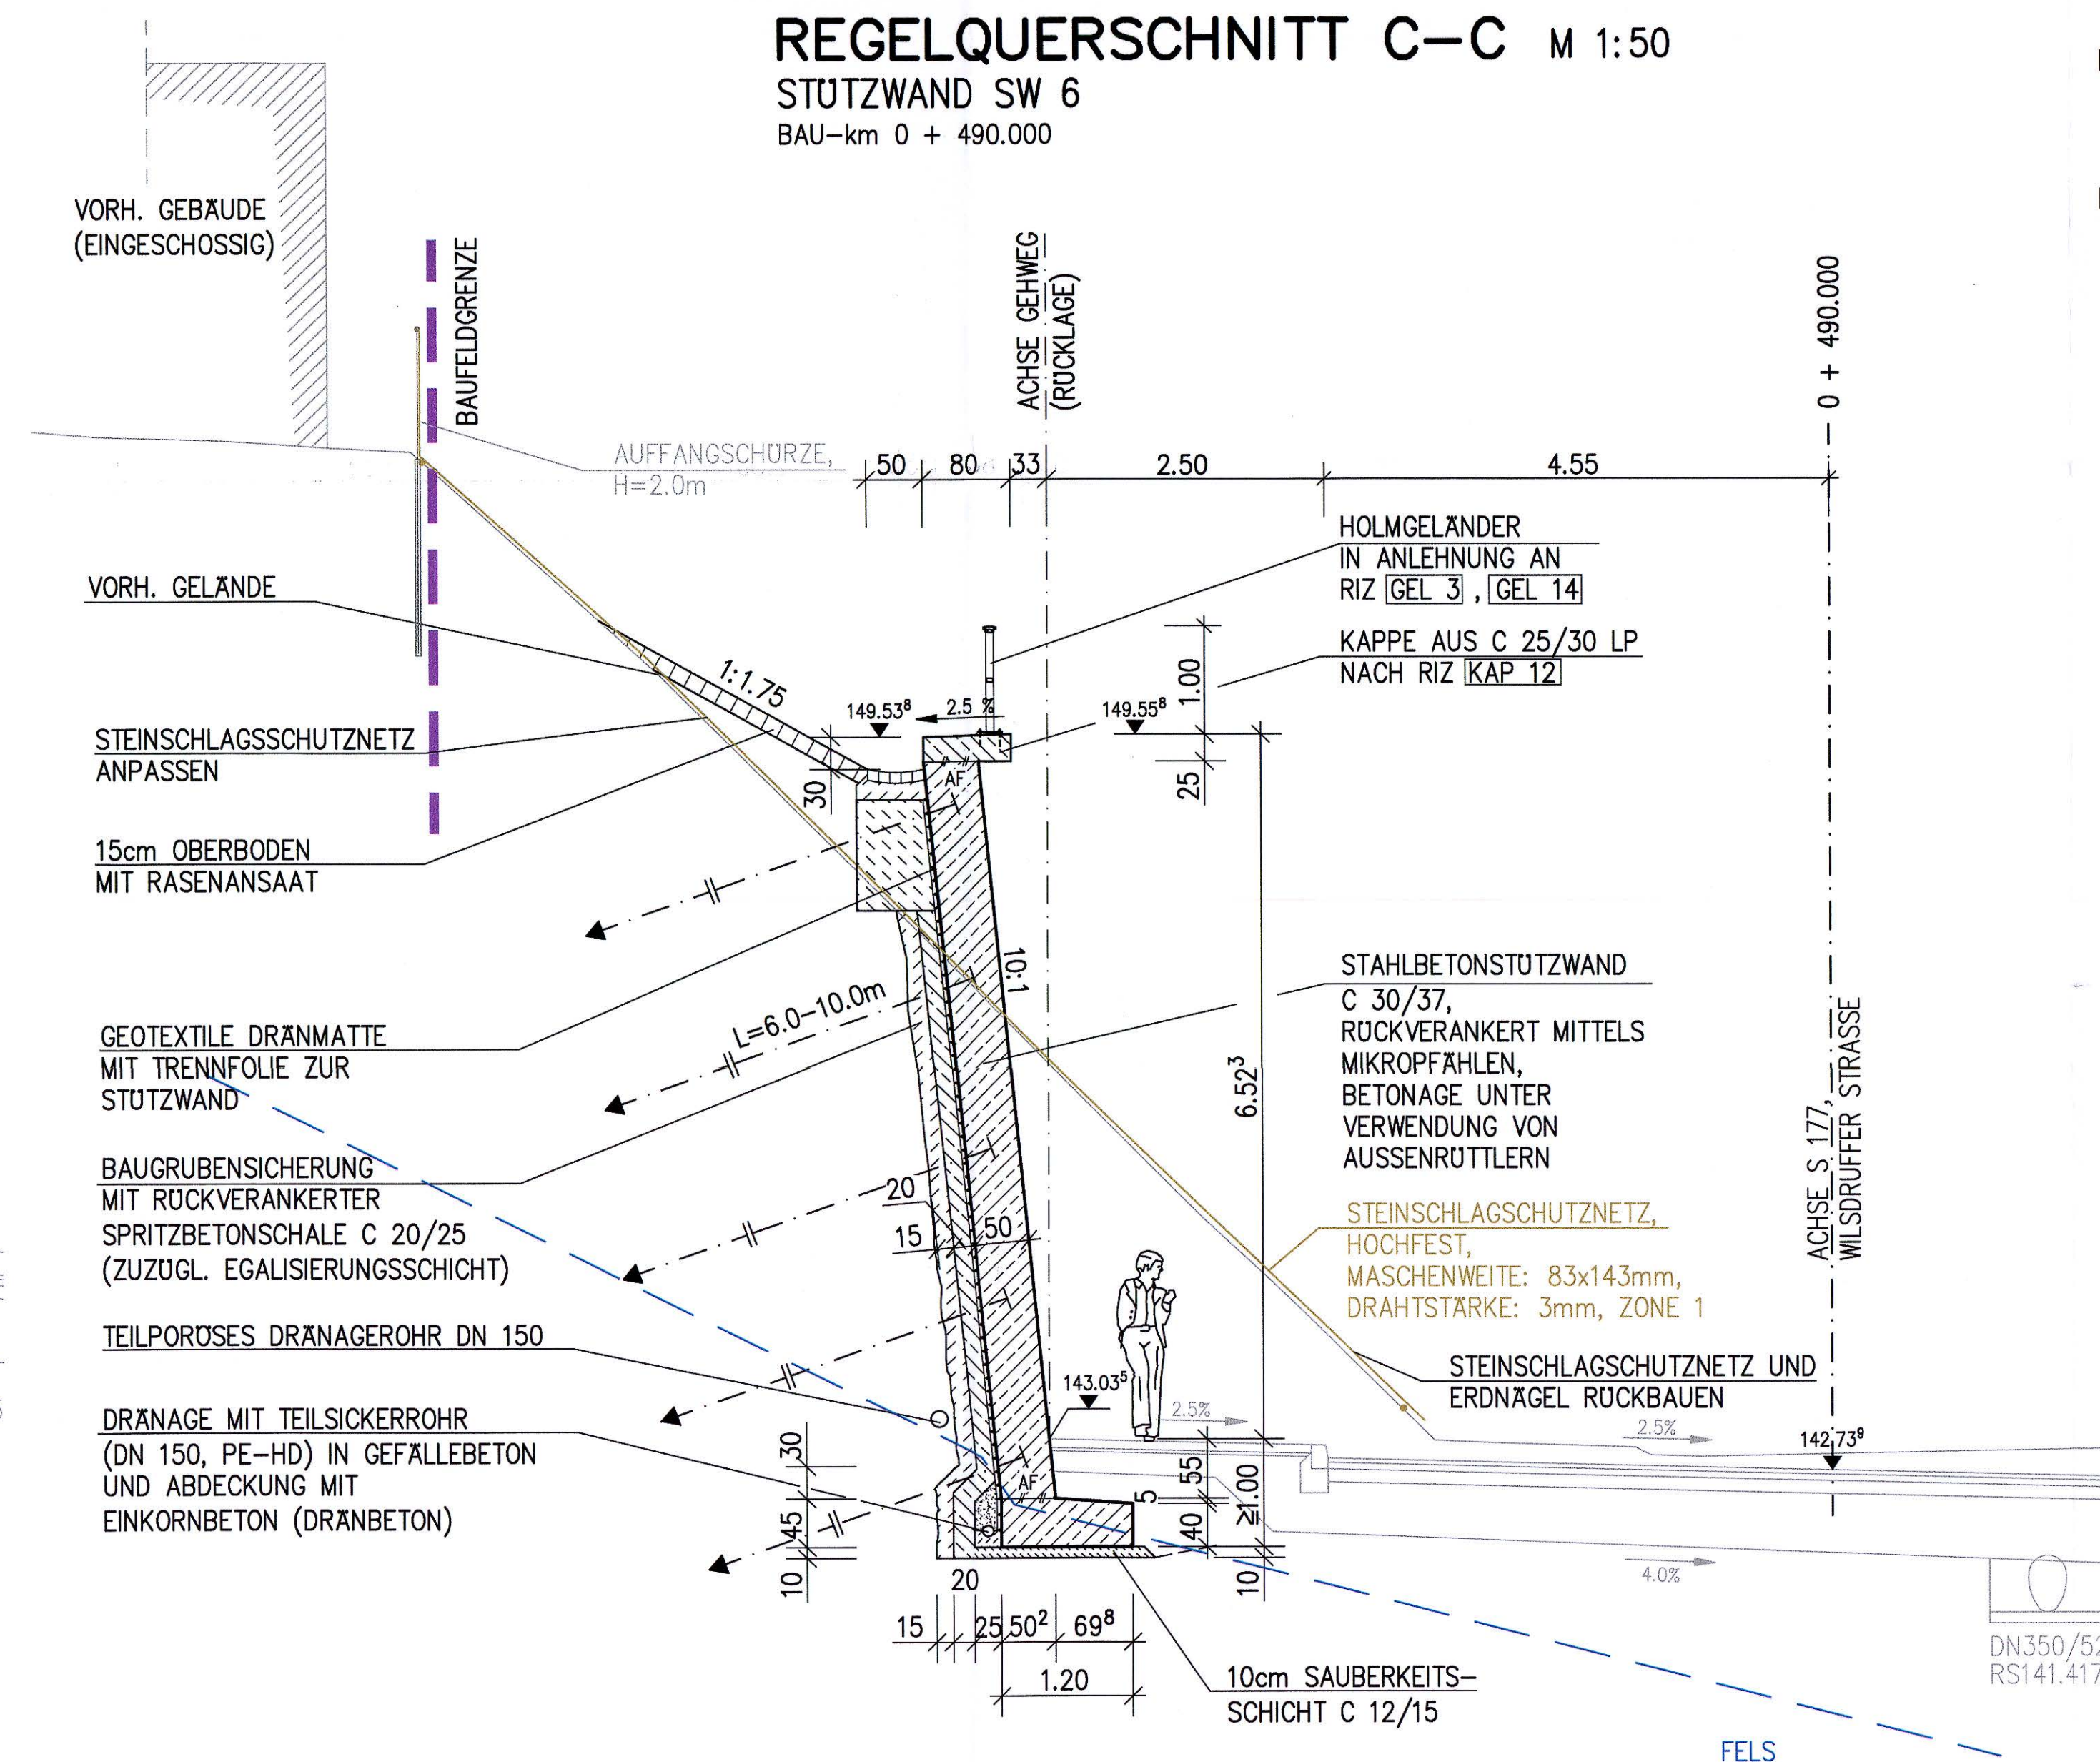 REGELQUERSCHNITT C–C M 1:50
STÜTZWAND SW 6
BAU–km 0 + 490.000
VORH. GEBÄUDE
(EINGESCHOSSIG)
BAUFELDGRENZE
ACHSE GEHWEG
(RÜCKLAGE)
0 + 490.000
AUFFANGSCHÜRZE,
H=2.0m
50 80 33 2.50 4.55
HOLMGELÄNDER
IN ANLEHNUNG AN
RIZ GEL 3 , GEL 14
KAPPE AUS C 25/30 LP
NACH RIZ KAP 12
VORH. GELÄNDE
1:1.75
149.53⁸
2.5 %
149.55⁸
1.00
25
30
AF
STEINSCHLAGSSCHUTZNETZ
ANPASSEN
15cm OBERBODEN
MIT RASENANSAAT
10:1
L=6.0–10.0m
6.52³
STAHLBETONSTÜTZWAND
C 30/37,
RÜCKVERANKERT MITTELS
MIKROPFÄHLEN,
BETONAGE UNTER
VERWENDUNG VON
AUSSENRÜTTLERN
ACHSE S 177,
WILSDRUFFER STRASSE
GEOTEXTILE DRÄNMATTE
MIT TRENNFOLIE ZUR
STÜTZWAND
BAUGRUBENSICHERUNG
MIT RÜCKVERANKERTER
SPRITZBETONSCHALE C 20/25
(ZUZÜGL. EGALISIERUNGSSCHICHT)
20
15
50
STEINSCHLAGSCHUTZNETZ,
HOCHFEST,
MASCHENWEITE: 83x143mm,
DRAHTSTÄRKE: 3mm, ZONE 1
TEILPORÖSES DRÄNAGEROHR DN 150
STEINSCHLAGSCHUTZNETZ UND
ERDNÄGEL RÜCKBAUEN
143.03⁵
2.5%
2.5%
142.73⁹
DRÄNAGE MIT TEILSICKERROHR
(DN 150, PE–HD) IN GEFÄLLEBETON
UND ABDECKUNG MIT
EINKORNBETON (DRÄNBETON)
30
45
10
AF
5
55
40
≥1.00
10
4.0%
20
15 25 50² 69⁸
1.20
10cm SAUBERKEITS–
SCHICHT C 12/15
DN350/52
RS141.417
FELS